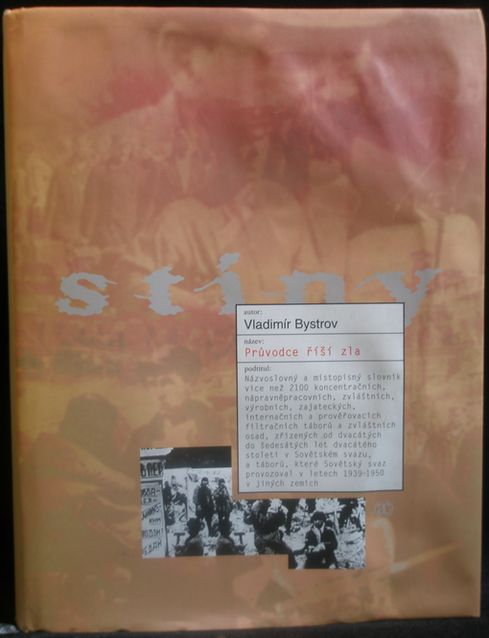 stíny
autor:
Vladimír Bystrov
název:
Průvodce říší zla
podtitul:
Názvoslovný a místopisný slovník
více než 2100 koncentračních,
nápravněpracovních, zvláštních,
výrobních, zajateckých,
internačních a prověřovacích
filtračních táborů a zvláštních
osad, zřízených od dvacátých
do šedesátých let dvacátého
století v Sovětském svazu,
a táborů, které Sovětský svaz
provozoval v letech 1939-1950
v jiných zemích